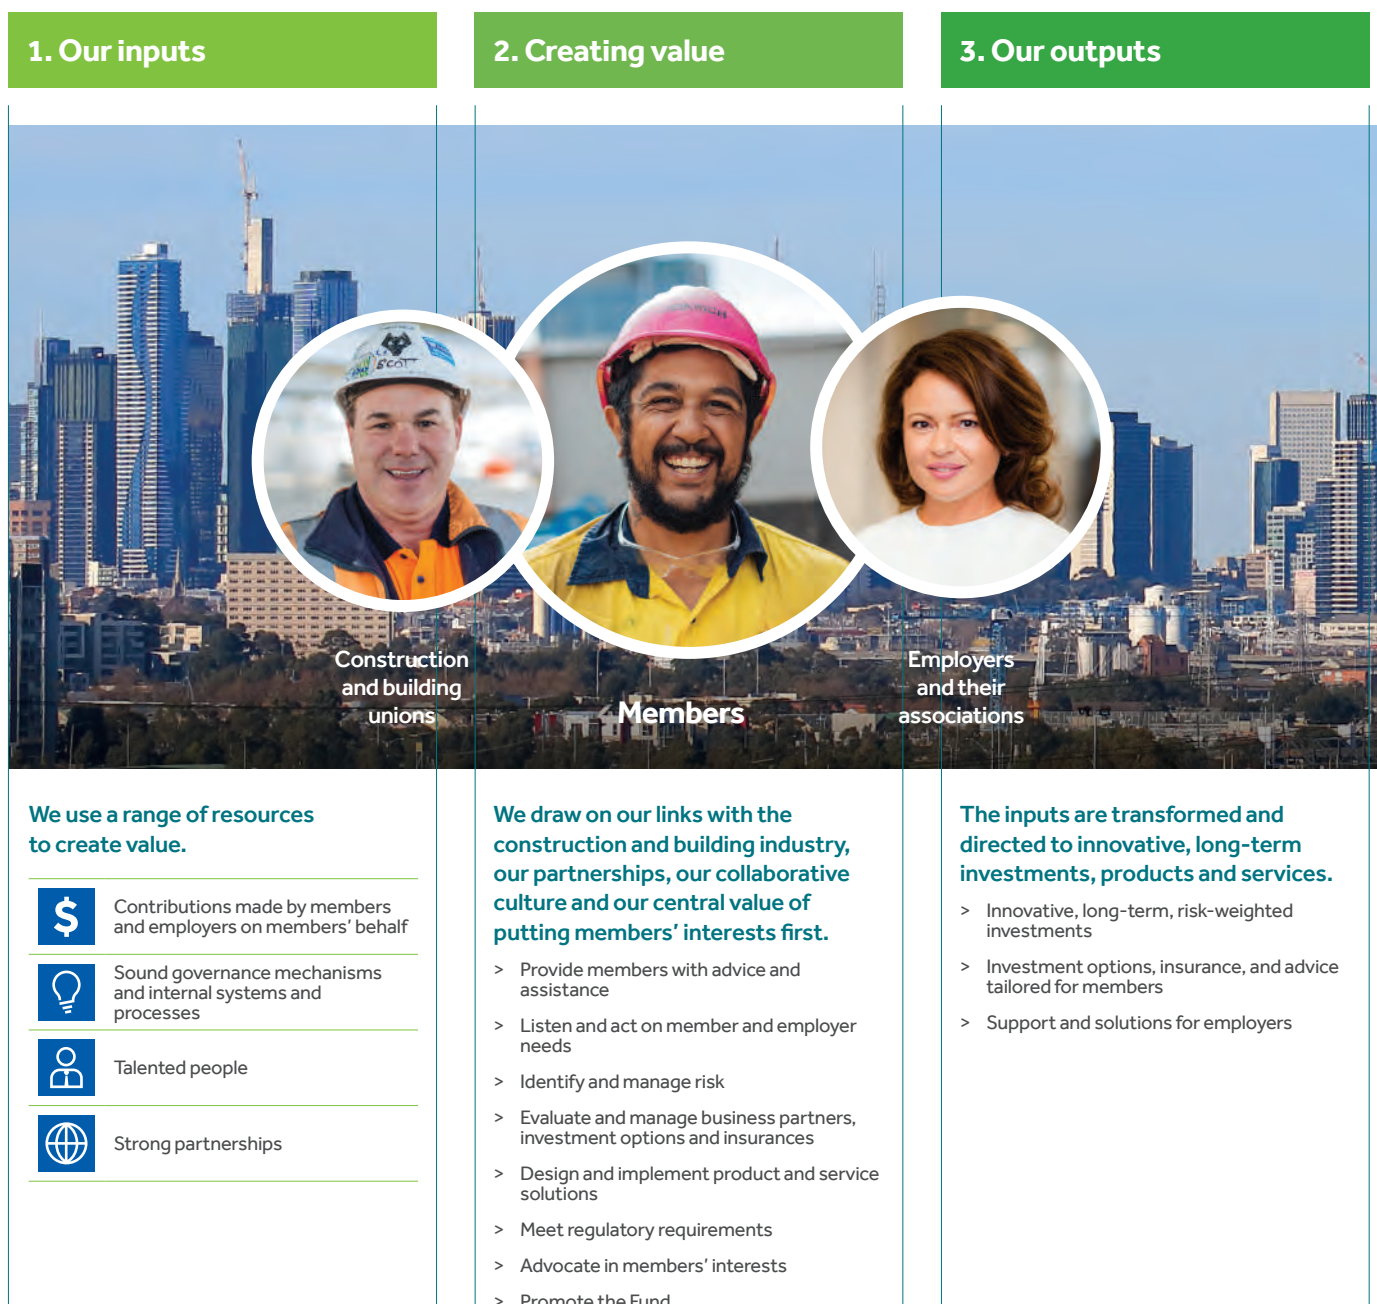 1. Our inputs
2. Creating value
3. Our outputs
SCOTT
Construction
and building
unions
Members
Employers
and their
associations
We use a range of resources
to create value.
$
Contributions made by members
and employers on members’ behalf
Sound governance mechanisms
and internal systems and
processes
Talented people
Strong partnerships
We draw on our links with the
construction and building industry,
our partnerships, our collaborative
culture and our central value of
putting members’ interests first.
> Provide members with advice and
assistance
> Listen and act on member and employer
needs
> Identify and manage risk
> Evaluate and manage business partners,
investment options and insurances
> Design and implement product and service
solutions
> Meet regulatory requirements
> Advocate in members’ interests
> Promote the Fund
The inputs are transformed and
directed to innovative, long-term
investments, products and services.
> Innovative, long-term, risk-weighted
investments
> Investment options, insurance, and advice
tailored for members
> Support and solutions for employers